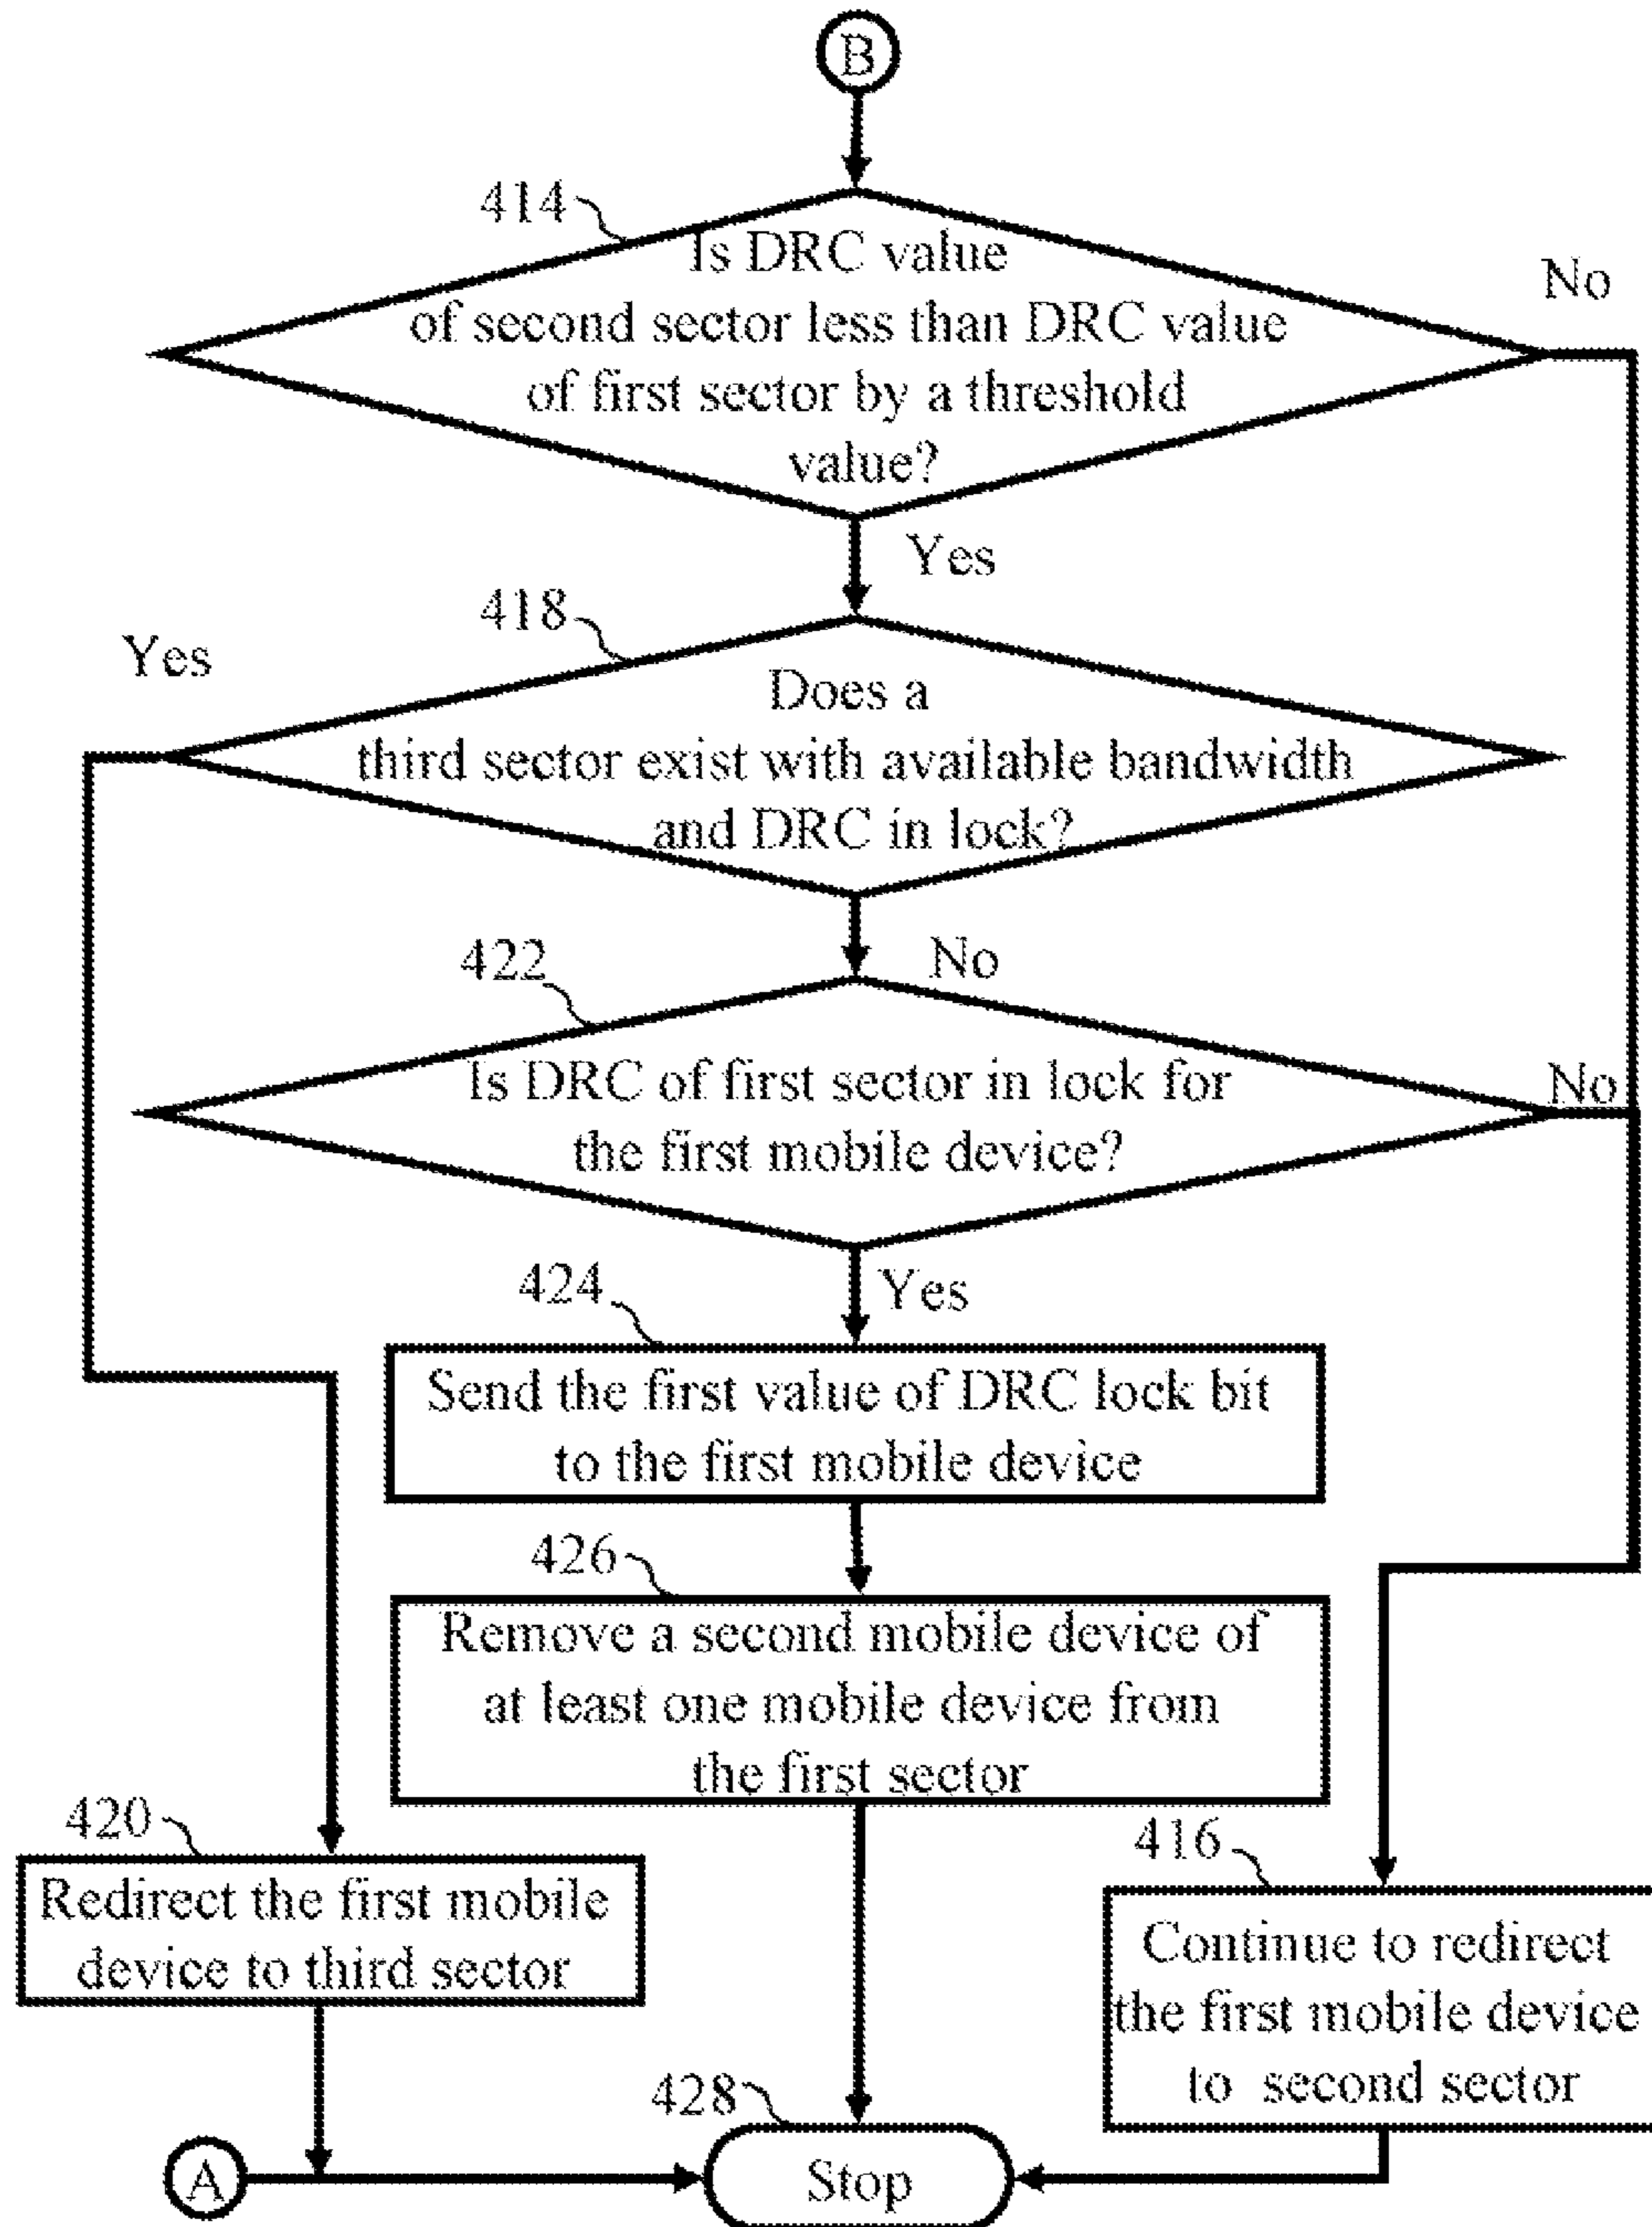 B
414
Is DRC value
of second sector less than DRC value
of first sector by a threshold
value?
No
Yes
418
Yes
Does a
third sector exist with available bandwidth
and DRC in lock?
No
422
Is DRC of first sector in lock for
the first mobile device?
No
Yes
424
Send the first value of DRC lock bit
to the first mobile device
426
Remove a second mobile device of
at least one mobile device from
the first sector
420
Redirect the first mobile
device to third sector
416
Continue to redirect
the first mobile device
to second sector
428
A
Stop